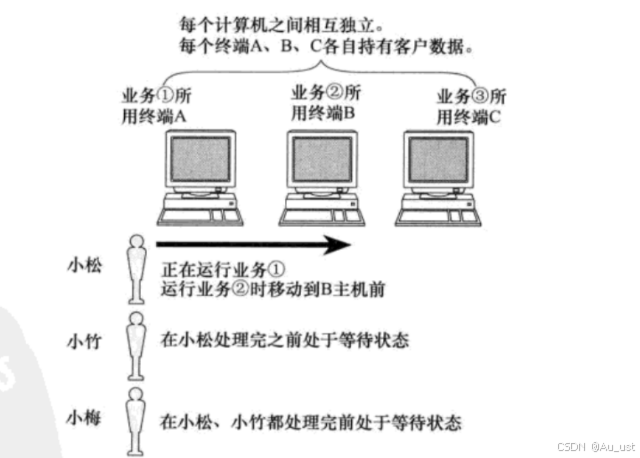 每个计算机之间相互独立。
每个终端A、B、C各自持有客户数据。
业务①所
用终端A
业务②所
用终端B
业务③所
用终端C
小松
正在运行业务①
运行业务②时移动到B主机前
小竹
在小松处理完之前处于等待状态
小梅
在小松、小竹都处理完前处于等待状态
CSDN @Au_ust